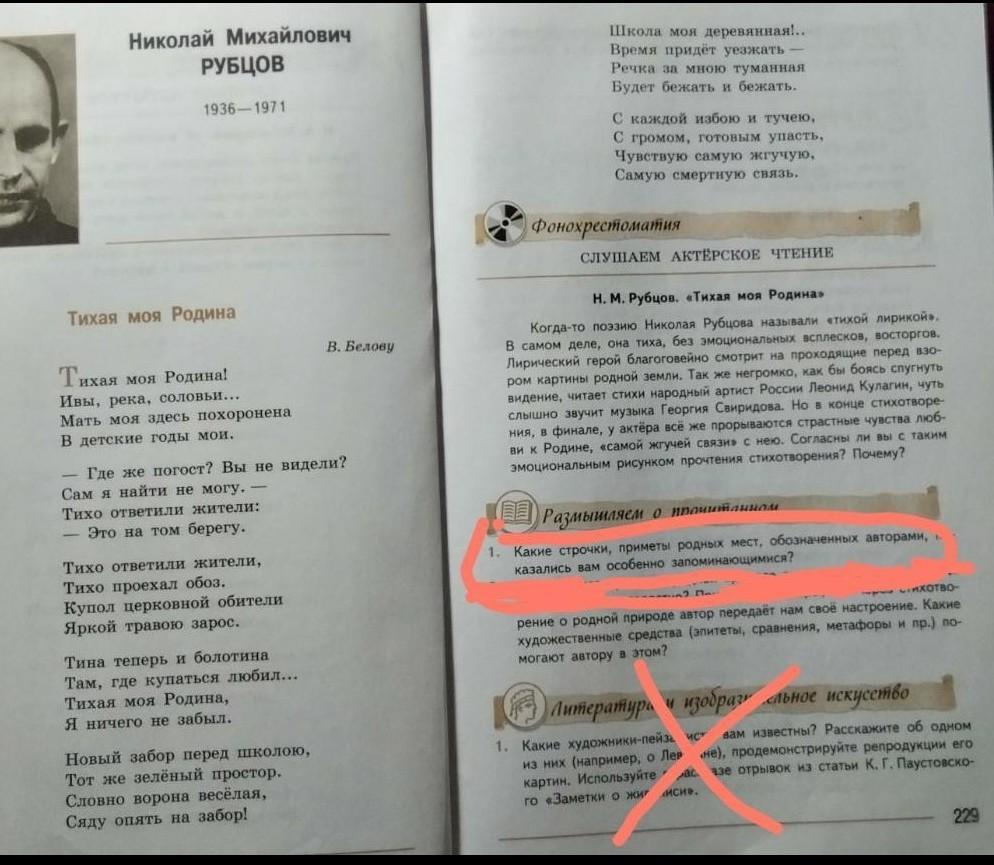 Николай Михайлович
РУБЦОВ
1936—1971
Тихая моя Родина
В. Белову
Тихая моя Родина!
Ивы, река, соловьи...
Мать моя здесь похоронена
В детские годы мои.
— Где же погост? Вы не видели?
Сам я найти не могу. —
Тихо ответили жители:
— Это на том берегу.
Тихо ответили жители,
Тихо проехал обоз.
Купол церковной обители
Яркой травою зарос.
Тина теперь и болотина
Там, где купаться любил...
Тихая моя Родина,
Я ничего не забыл.
Новый забор перед школою,
Тот же зелёный простор.
Словно ворона весёлая,
Сяду опять на забор!
Школа моя деревянная!..
Время придёт уезжать —
Речка за мною туманная
Будет бежать и бежать.
С каждой избою и тучею,
С громом, готовым упасть,
Чувствую самую жгучую,
Самую смертную связь.
Фонохрестоматия
СЛУШАЕМ АКТЁРСКОЕ ЧТЕНИЕ
Н. М. Рубцов. «Тихая моя Родина»
Когда-то поэзию Николая Рубцова называли «тихой лирикой».
В самом деле, она тиха, без эмоциональных всплесков, восторгов.
Лирический герой благоговейно смотрит на проходящие перед взо-
ром картины родной земли. Так же негромко, как бы боясь спугнуть
видение, читает стихи народный артист России Леонид Кулагин, чуть
слышно звучит музыка Георгия Свиридова. Но в конце стихотворе-
ния, в финале, у актёра всё же прорываются страстные чувства люб-
ви к Родине, «самой жгучей связи» с нею. Согласны ли вы с таким
эмоциональным рисунком прочтения стихотворения? Почему?
Размышляем о прочитанном
1. Какие строчки, приметы родных мест, обозначенных авторами,
казались вам особенно запоминающимися?
стихотво-
рение о родной природе автор передаёт нам своё настроение. Какие
художественные средства (эпитеты, сравнения, метафоры и пр.) по-
могают автору в этом?
Литература и изобразительное искусство
1. Какие художники-пейзажисты вам известны? Расскажите об одном
из них (например, о Левитане), продемонстрируйте репродукции его
картин. Используйте в рассказе отрывок из статьи К. Г. Паустовско-
го «Заметки о живописи».
229